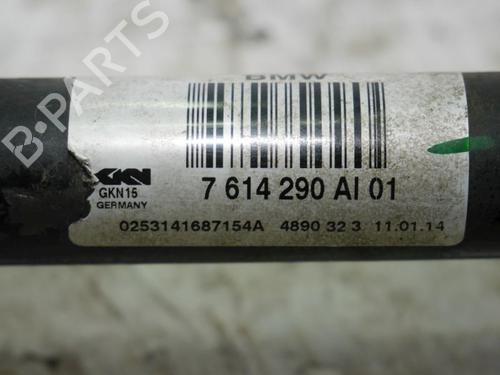 BMW
B-PARTS
GKN
GKN15
GERMANY
7 614 290 AI 01
0253141687154A 4890 32 3 11.01.14